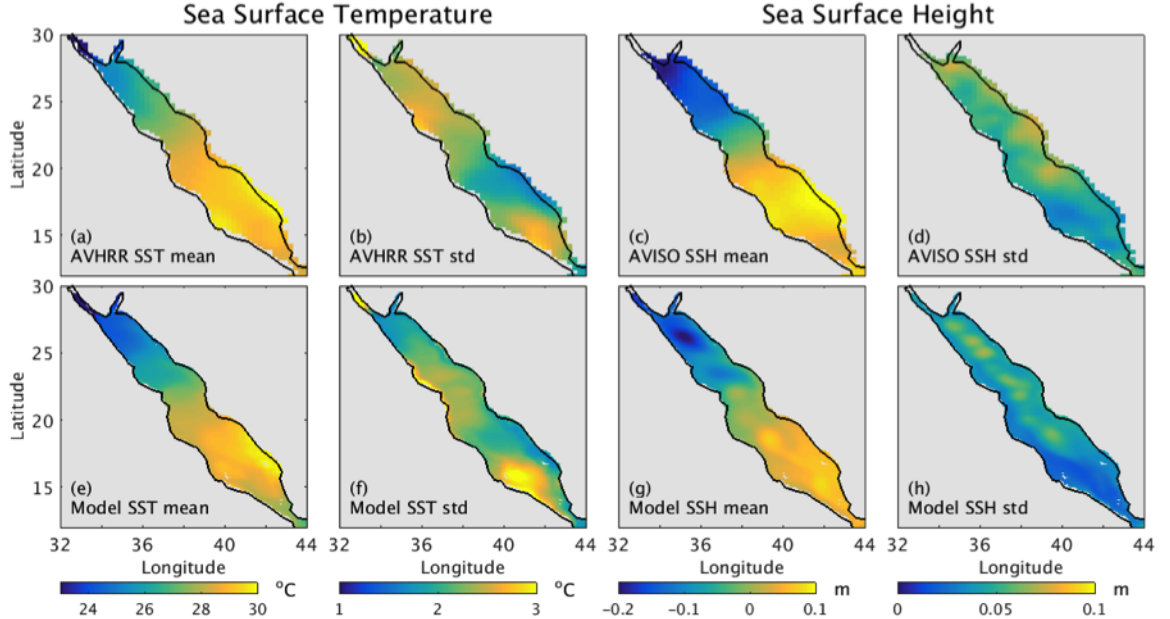 Sea Surface Temperature
Sea Surface Height
30
25
20
15
Latitude
(a)
AVHRR SST mean
(b)
AVHRR SST std
(c)
AVISO SSH mean
(d)
AVISO SSH std
30
25
20
15
Latitude
(e)
Model SST mean
(f)
Model SST std
(g)
Model SSH mean
(h)
Model SSH std
32 36 40 44
32 36 40 44
32 36 40 44
32 36 40 44
Longitude
Longitude
Longitude
Longitude
°C
24 26 28 30
°C
1 2 3
m
−0.2 −0.1 0 0.1
m
0 0.05 0.1